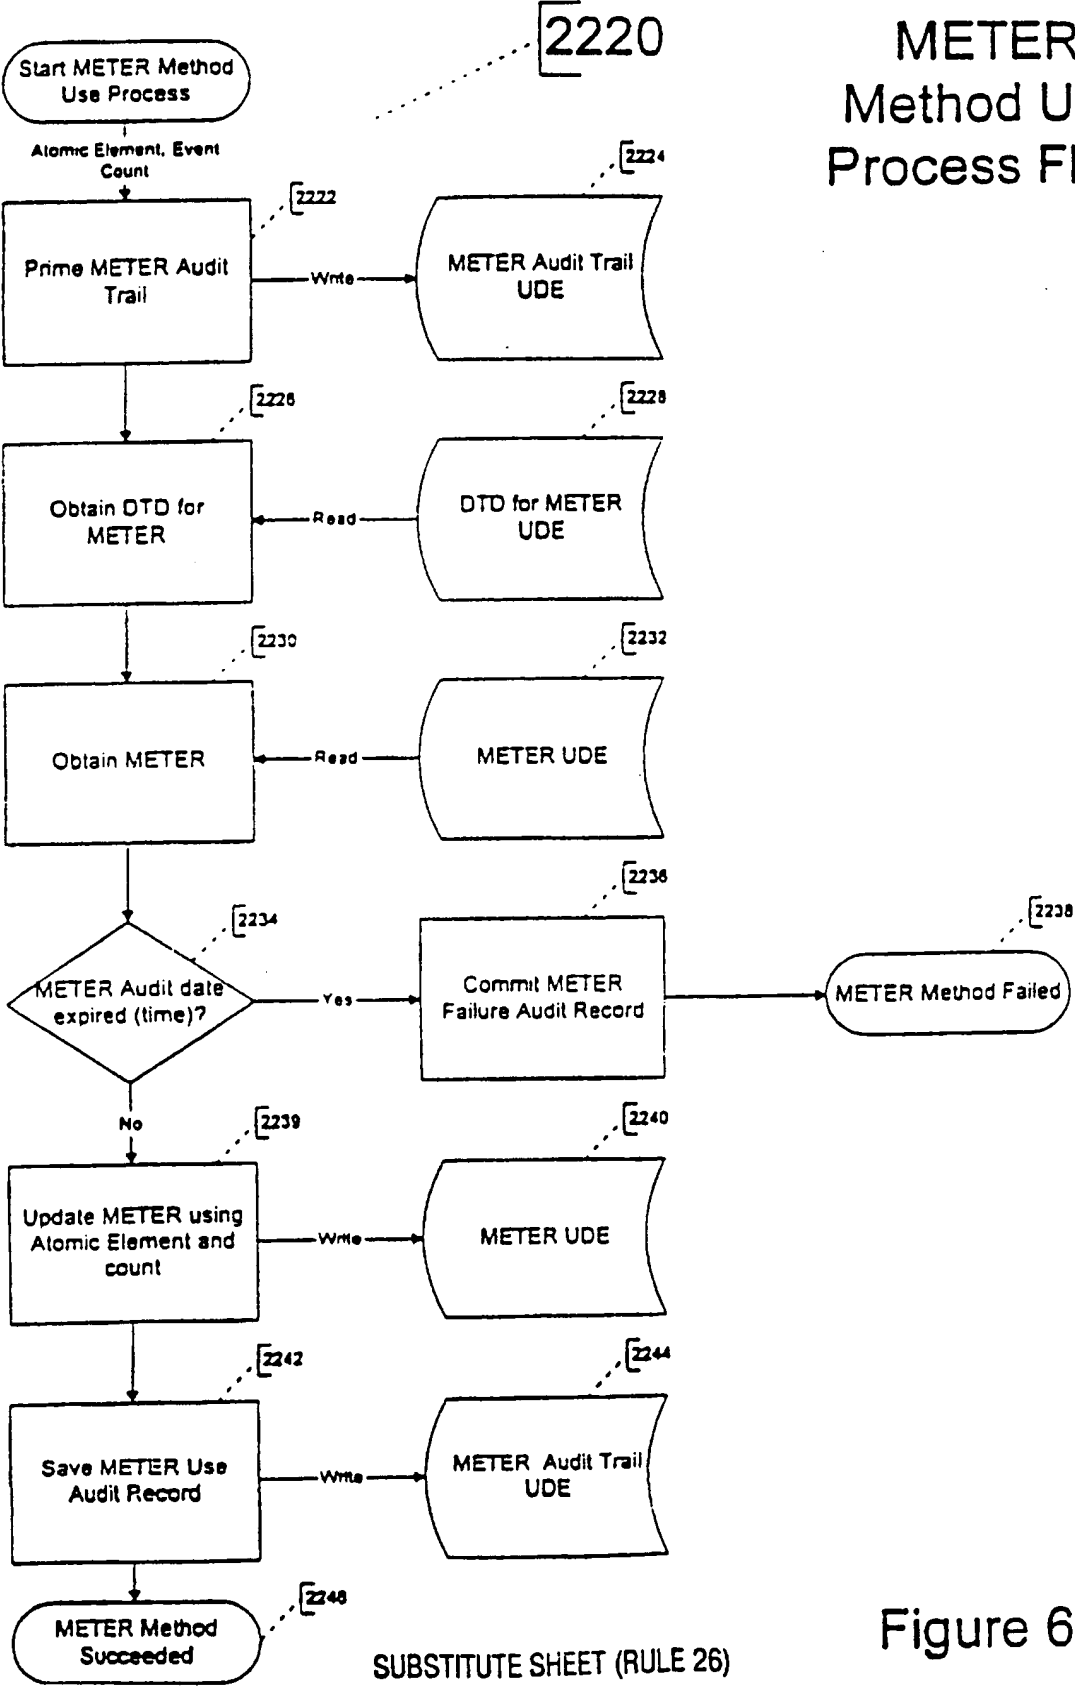 2220
METER
Method U
Process Fl
Start METER Method
Use Process
Atomic Element, Event
Count
2222
2224
Prime METER Audit
Trail
Write
METER Audit Trail
UDE
2226
2228
Obtain DTD for
METER
Read
DTD for METER
UDE
2230
2232
Obtain METER
Read
METER UDE
2234
2236
2238
METER Audit date
expired (time)?
Yes
Commit METER
Failure Audit Record
METER Method Failed
No
2239
2240
Update METER using
Atomic Element and
count
Write
METER UDE
2242
2244
Save METER Use
Audit Record
Write
METER Audit Trail
UDE
2246
METER Method
Succeeded
Figure 6
SUBSTITUTE SHEET (RULE 26)